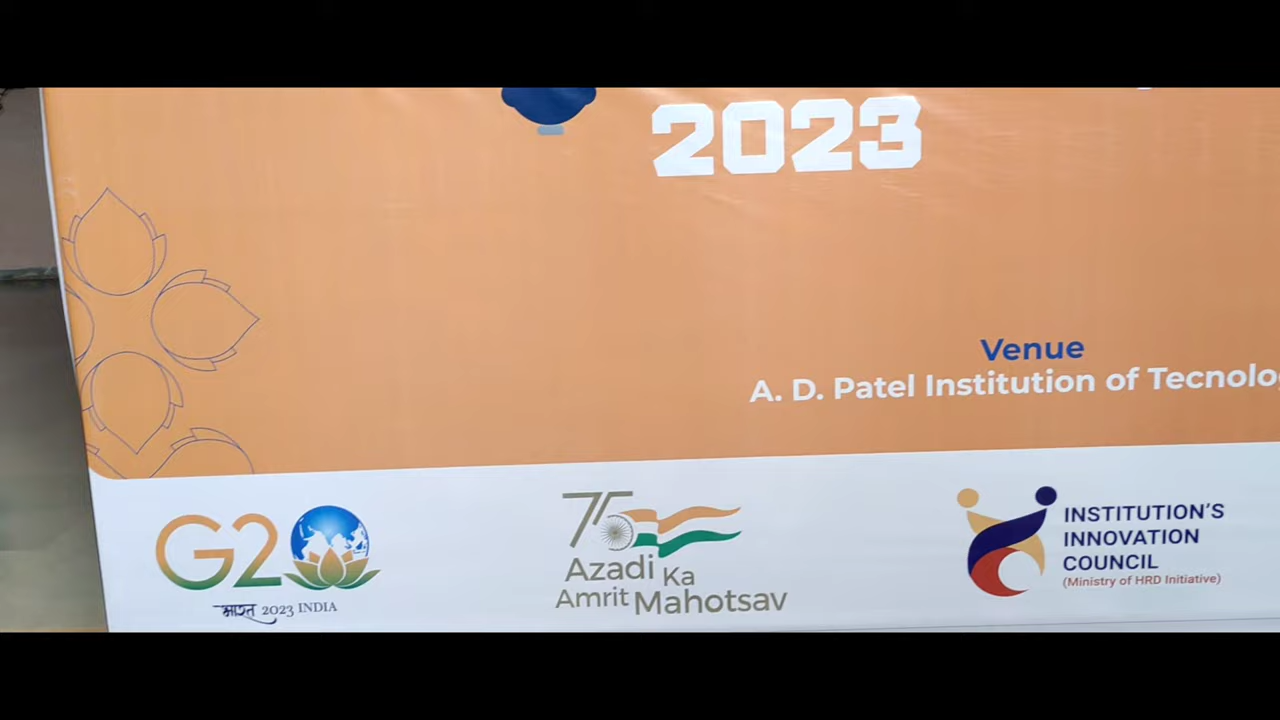 2023
Venue
A. D. Patel Institution of Tecnolo
G20
भारत 2023 INDIA
75
Azadi Ka
Amrit Mahotsav
INSTITUTION'S
INNOVATION
COUNCIL
(Ministry of HRD Initiative)